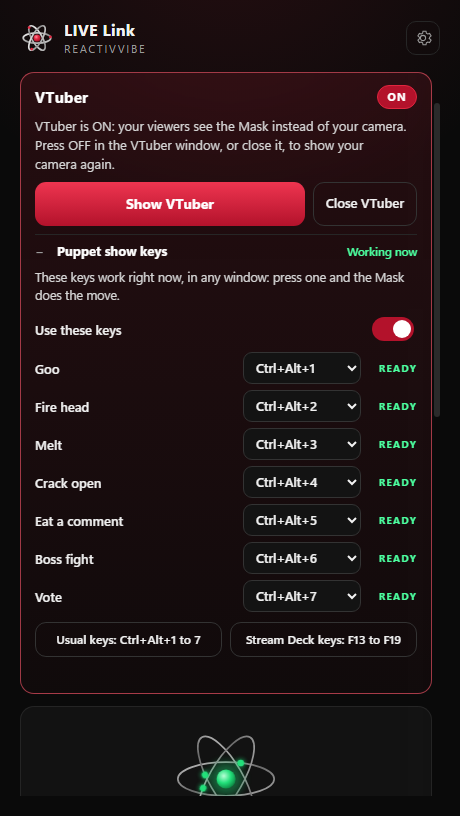 LIVE Link
REACTIVVIBE
VTuber
ON
VTuber is ON: your viewers see the Mask instead of your camera.
Press OFF in the VTuber window, or close it, to show your
camera again.
Show VTuber
Close VTuber
– Puppet show keys
Working now
These keys work right now, in any window: press one and the Mask
does the move.
Use these keys
Goo
Ctrl+Alt+1
READY
Fire head
Ctrl+Alt+2
READY
Melt
Ctrl+Alt+3
READY
Crack open
Ctrl+Alt+4
READY
Eat a comment
Ctrl+Alt+5
READY
Boss fight
Ctrl+Alt+6
READY
Vote
Ctrl+Alt+7
READY
Usual keys: Ctrl+Alt+1 to 7
Stream Deck keys: F13 to F19